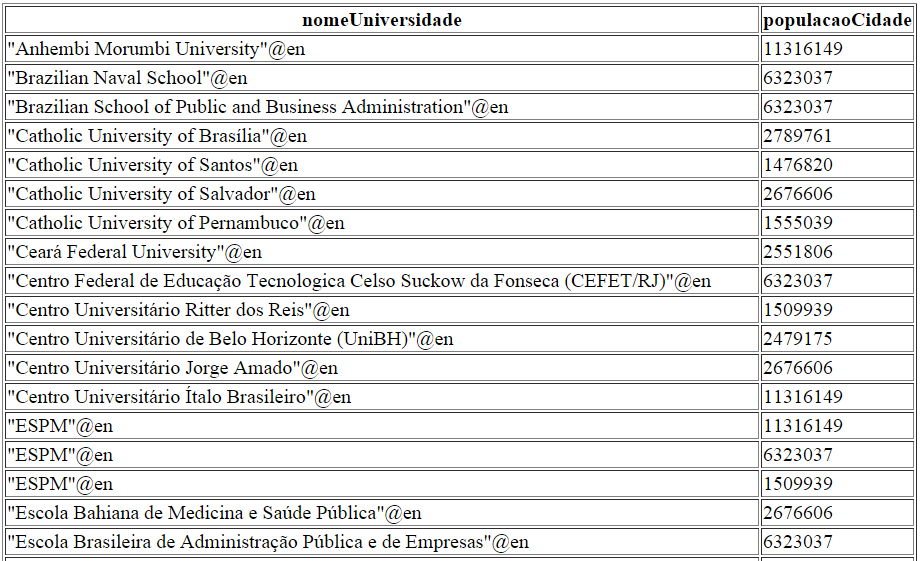 nomeUniversidade populacaoCidade
"Anhembi Morumbi University"@en 11316149
"Brazilian Naval School"@en 6323037
"Brazilian School of Public and Business Administration"@en 6323037
"Catholic University of Brasília"@en 2789761
"Catholic University of Santos"@en 1476820
"Catholic University of Salvador"@en 2676606
"Catholic University of Pernambuco"@en 1555039
"Ceará Federal University"@en 2551806
"Centro Federal de Educação Tecnologica Celso Suckow da Fonseca (CEFET/RJ)"@en 6323037
"Centro Universitário Ritter dos Reis"@en 1509939
"Centro Universitário de Belo Horizonte (UniBH)"@en 2479175
"Centro Universitário Jorge Amado"@en 2676606
"Centro Universitário Ítalo Brasileiro"@en 11316149
"ESPM"@en 11316149
"ESPM"@en 6323037
"ESPM"@en 1509939
"Escola Bahiana de Medicina e Saúde Pública"@en 2676606
"Escola Brasileira de Administração Pública e de Empresas"@en 6323037